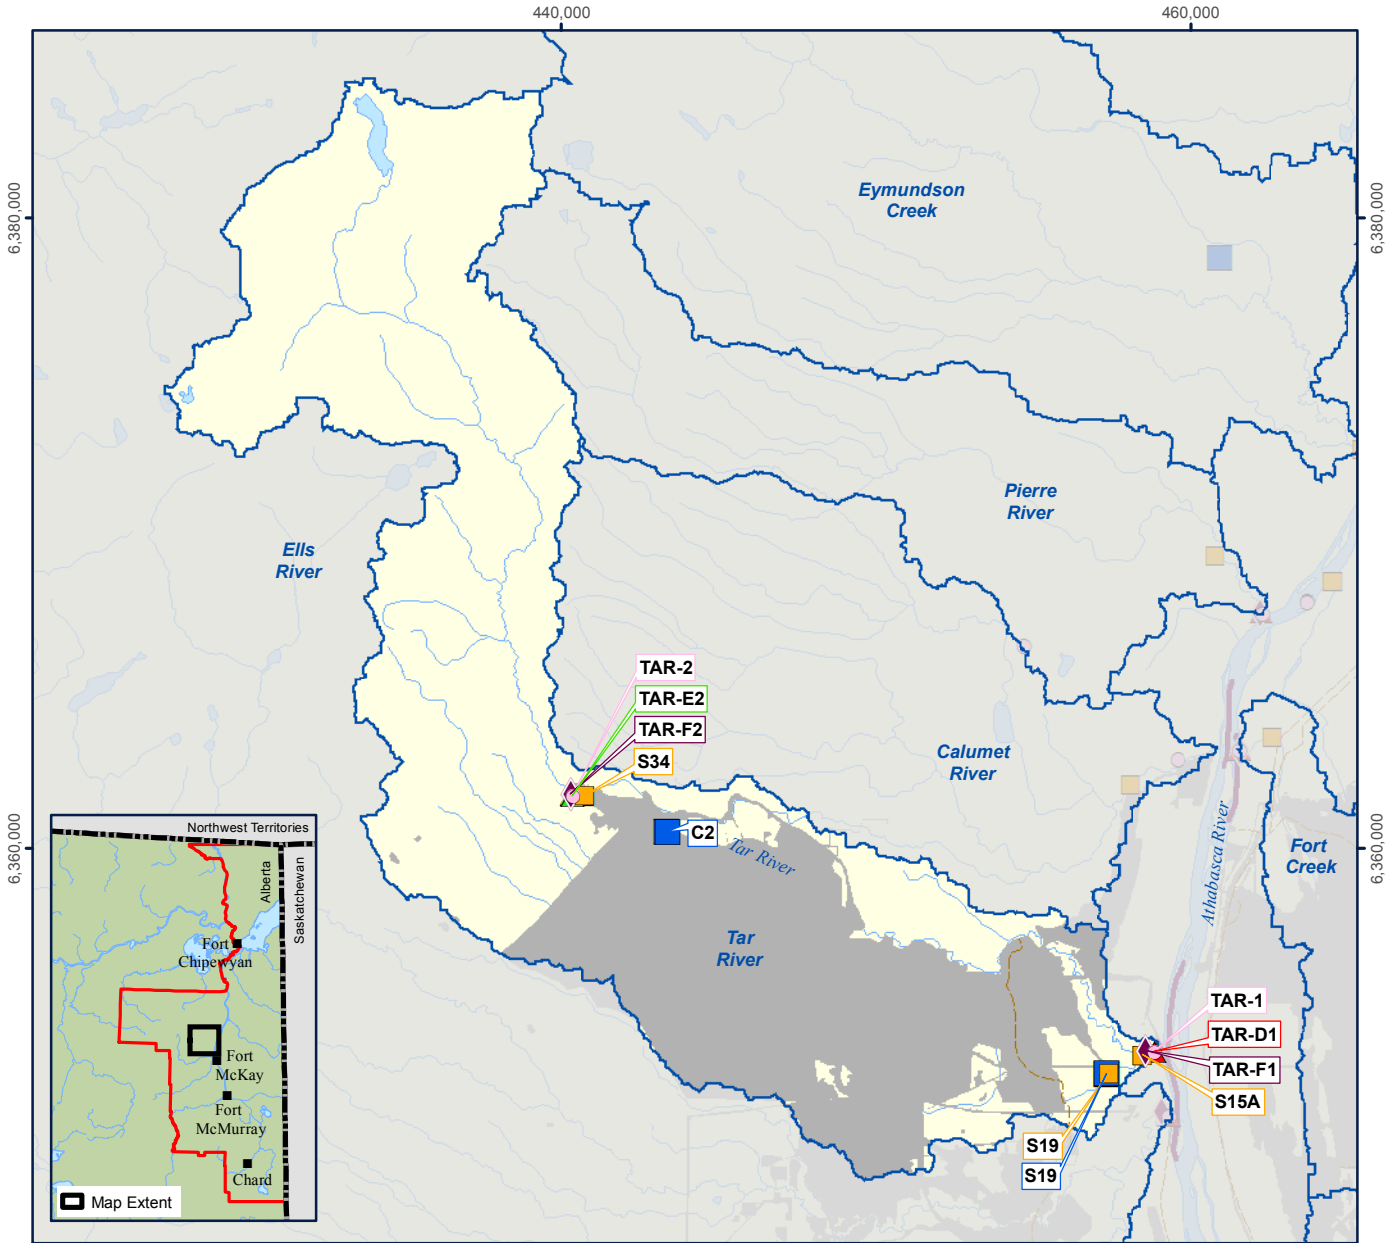 440,000
460,000
6,380,000
6,380,000
Eymundson
Creek
Pierre
River
Ells
River
TAR-2
TAR-E2
TAR-F2
S34
Calumet
River
C2
Tar River
6,360,000
6,360,000
Fort
Creek
Athabasca River
Tar
River
TAR-1
TAR-D1
TAR-F1
S15A
S19
S19
Northwest Territories
Alberta
Saskatchewan
Fort
Chipewyan
Fort
McKay
Fort
McMurray
Chard
Map Extent